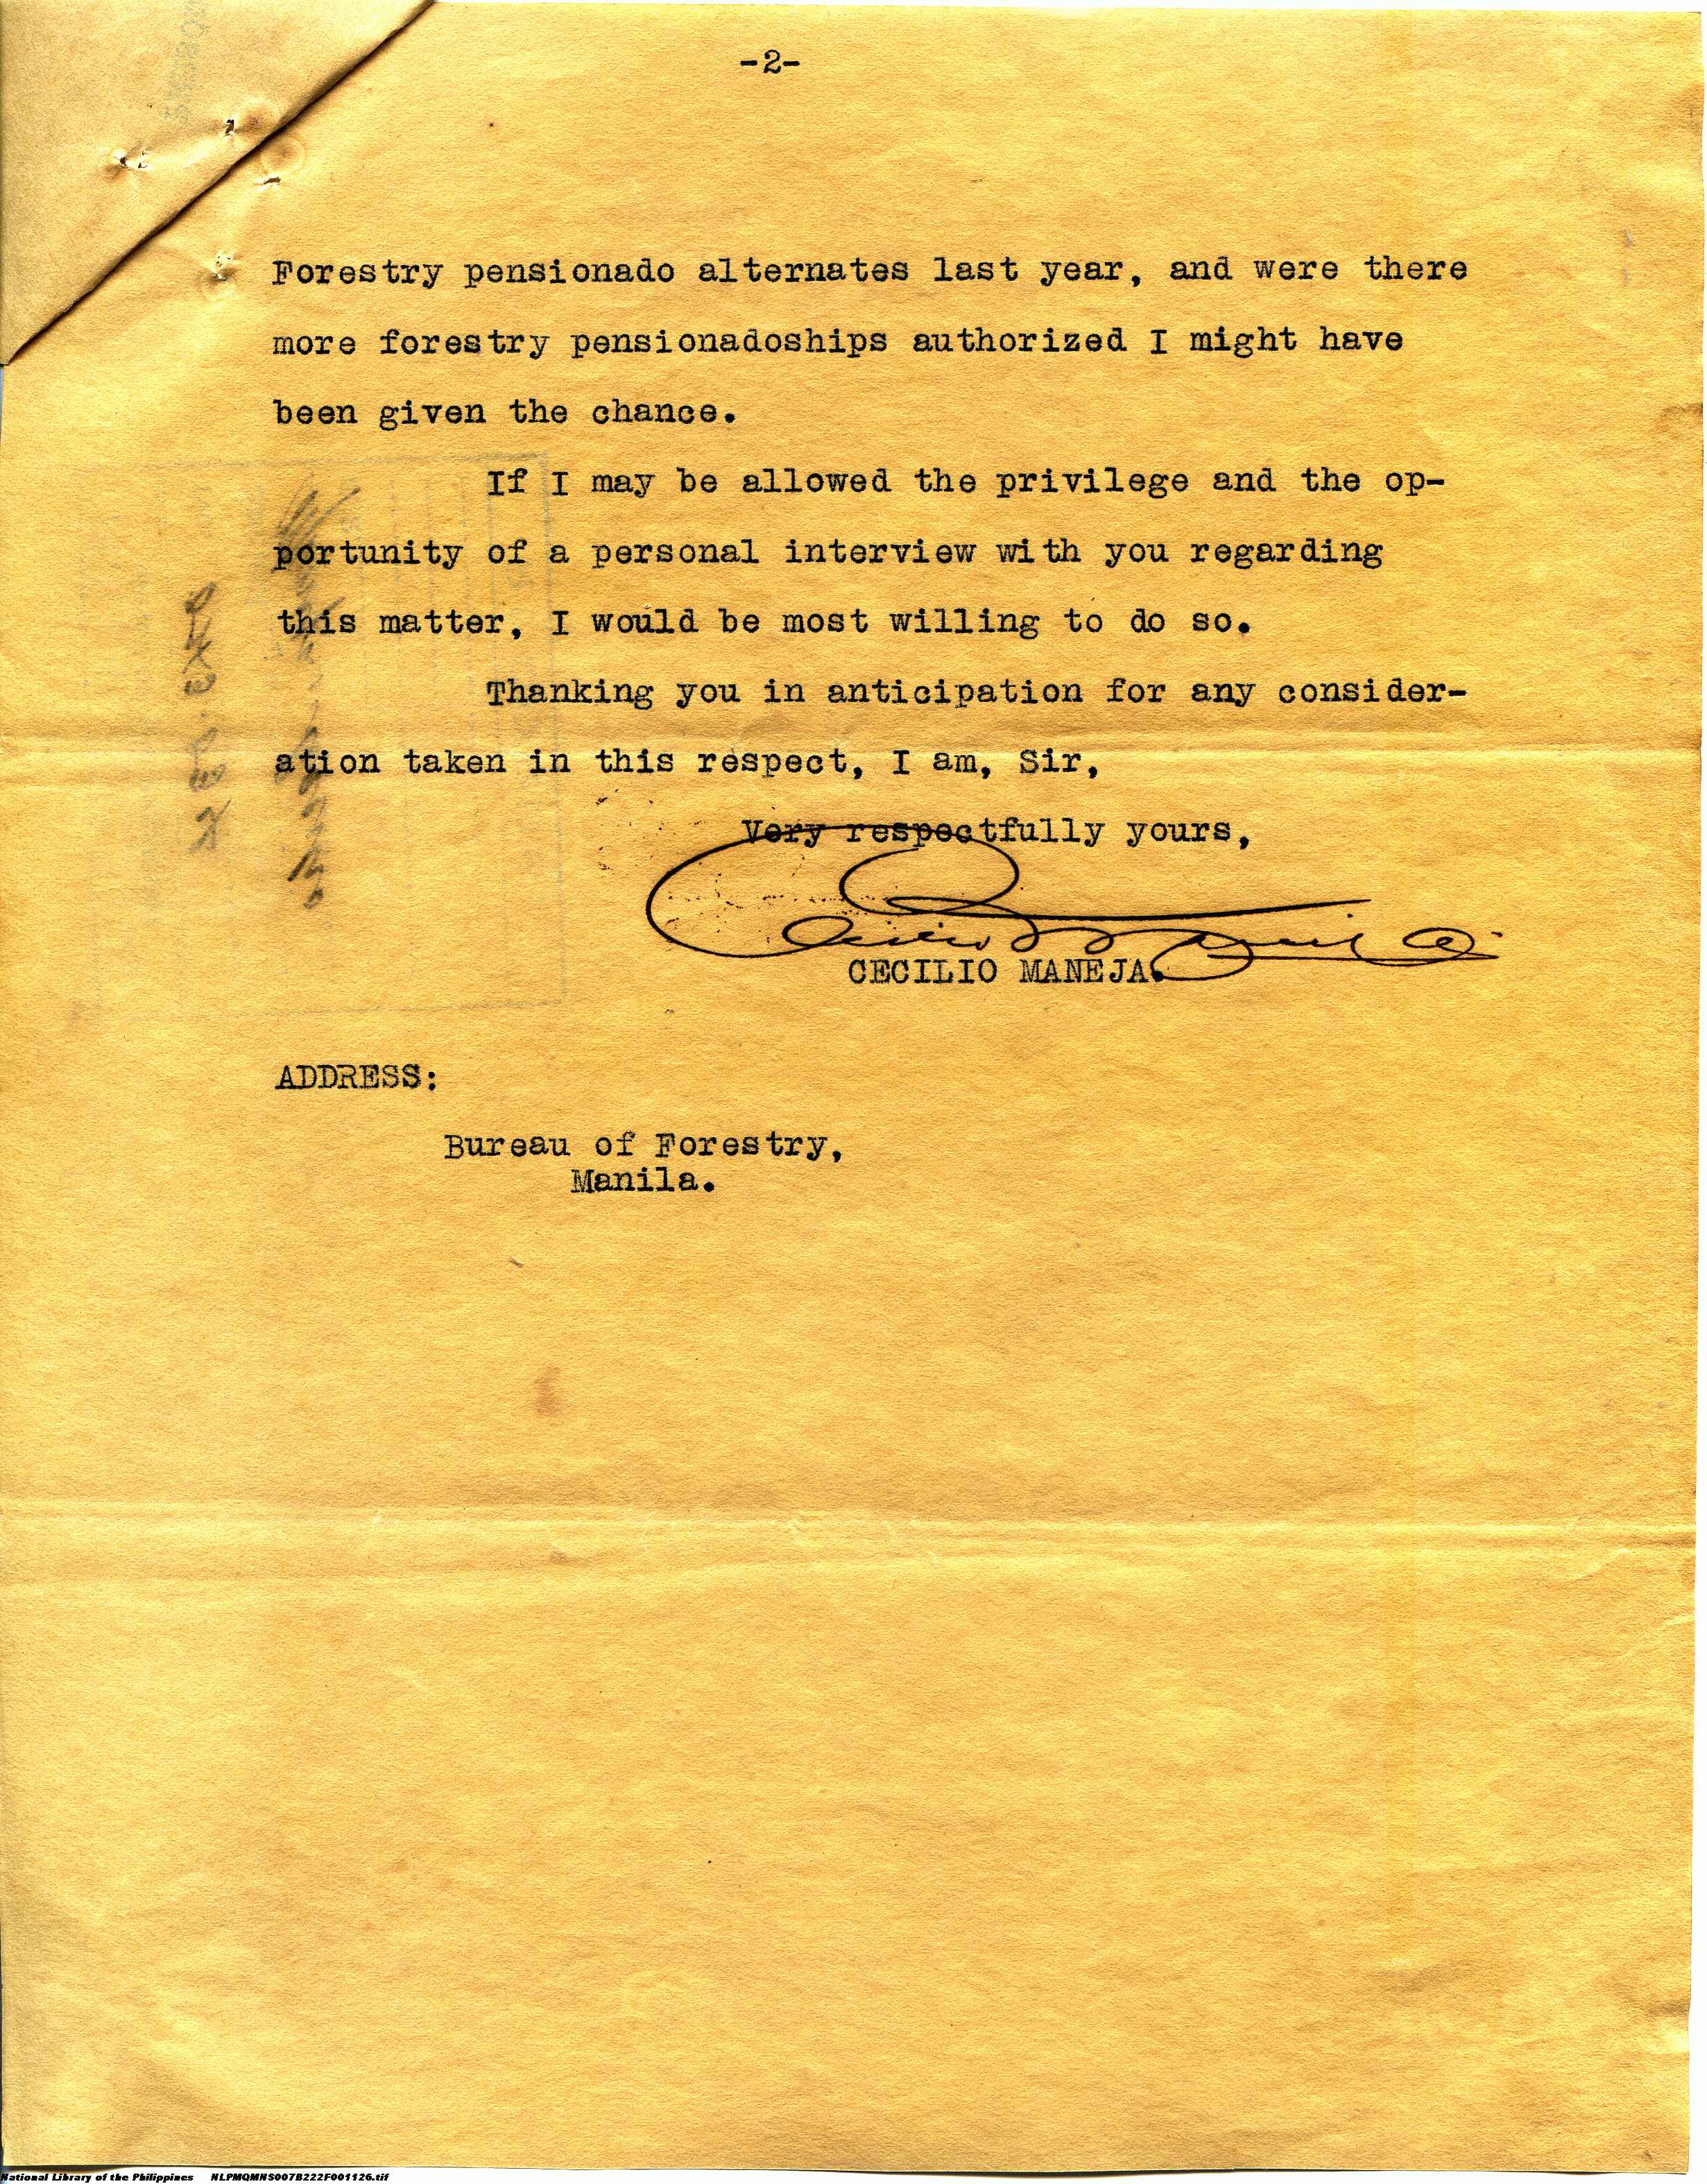 -2-
Forestry pensionado alternates last year, and were there
more forestry pensionadoships authorized I might have
been given the chance.
If I may be allowed the privilege and the op-
portunity of a personal interview with you regarding
this matter, I would be most willing to do so.
Thanking you in anticipation for any consider-
ation taken in this respect, I am, Sir,
Very respectfully yours,
CECILIO MANEJA.
ADDRESS:
Bureau of Forestry,
Manila.
National Library of the Philippines NLPMQMNS007B222F001126.tif